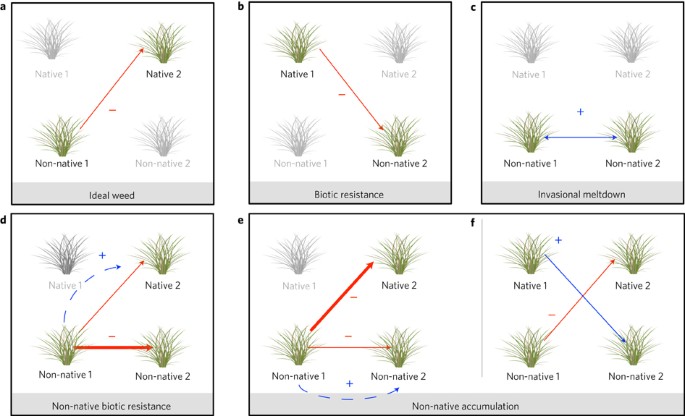 a
Native 1
Native 2
−
Non-native 1
Non-native 2
Ideal weed
b
Native 1
Native 2
−
Non-native 1
Non-native 2
Biotic resistance
c
Native 1
Native 2
+
Non-native 1
Non-native 2
Invasional meltdown
d
+
Native 1
Native 2
−
Non-native 1
Non-native 2
Non-native biotic resistance
e
Native 1
Native 2
−
−
Non-native 1
Non-native 2
+
f
+
Native 1
Native 2
−
Non-native 1
Non-native 2
Non-native accumulation